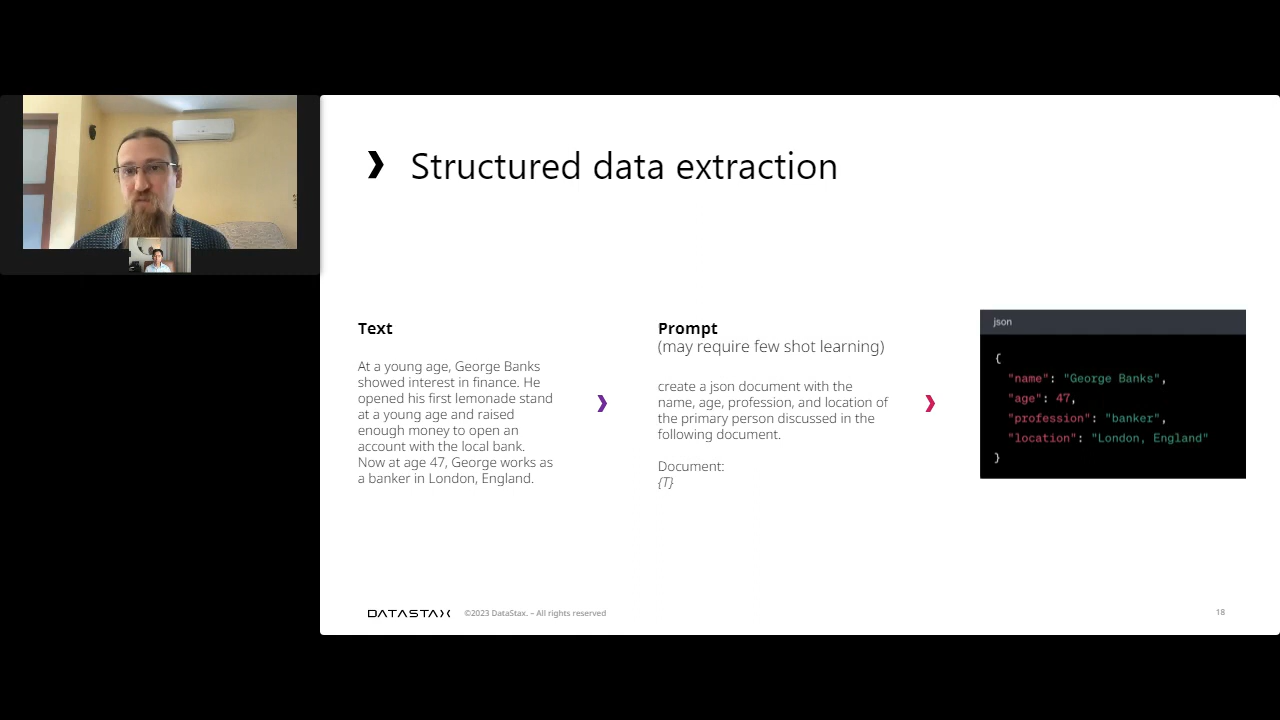 Structured data extraction
Text
At a young age, George Banks
showed interest in finance. He
opened his first lemonade stand
at a young age and raised
enough money to open an
account with the local bank.
Now at age 47, George works as
a banker in London, England.
Prompt
(may require few shot learning)
create a json document with the
name, age, profession, and location of
the primary person discussed in the
following document.
Document:
{T}
json
{
"name": "George Banks",
"age": 47,
"profession": "banker",
"location": "London, England"
}
DATASTAX
©2023 DataStax. – All rights reserved
18